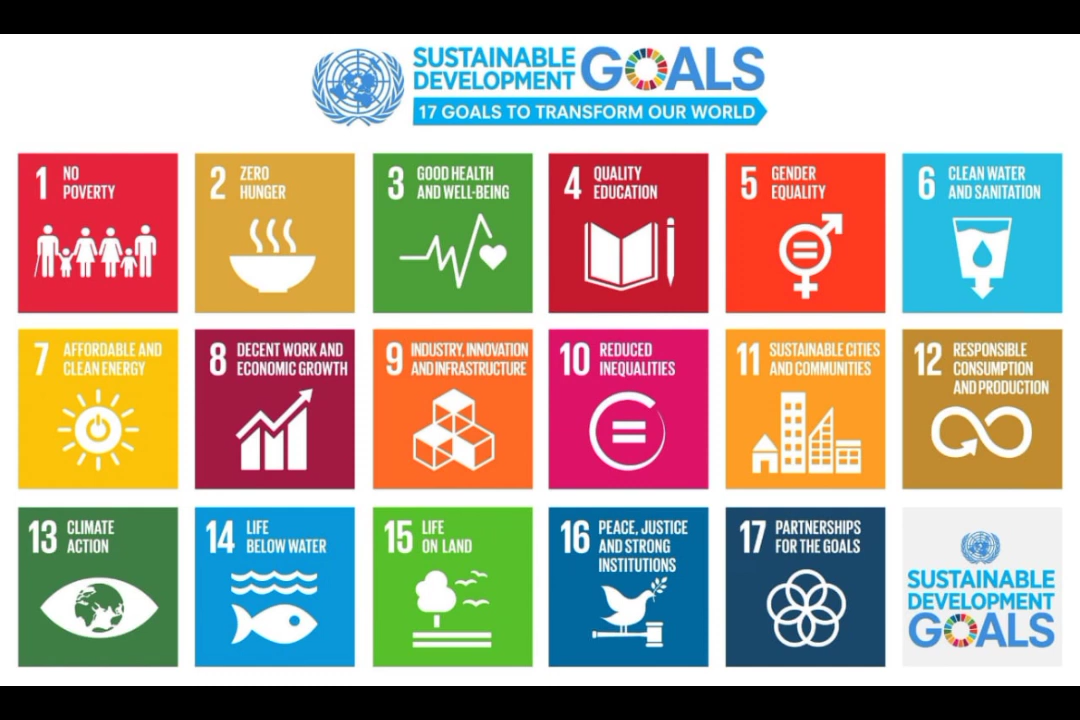 SUSTAINABLE
DEVELOPMENT GOALS
17 GOALS TO TRANSFORM OUR WORLD
1 NO
POVERTY
2 ZERO
HUNGER
3 GOOD HEALTH
AND WELL-BEING
4 QUALITY
EDUCATION
5 GENDER
EQUALITY
6 CLEAN WATER
AND SANITATION
7 AFFORDABLE AND
CLEAN ENERGY
8 DECENT WORK AND
ECONOMIC GROWTH
9 INDUSTRY, INNOVATION
AND INFRASTRUCTURE
10 REDUCED
INEQUALITIES
11 SUSTAINABLE CITIES
AND COMMUNITIES
12 RESPONSIBLE
CONSUMPTION
AND PRODUCTION
13 CLIMATE
ACTION
14 LIFE
BELOW WATER
15 LIFE
ON LAND
16 PEACE, JUSTICE
AND STRONG
INSTITUTIONS
17 PARTNERSHIPS
FOR THE GOALS
SUSTAINABLE
DEVELOPMENT
GOALS